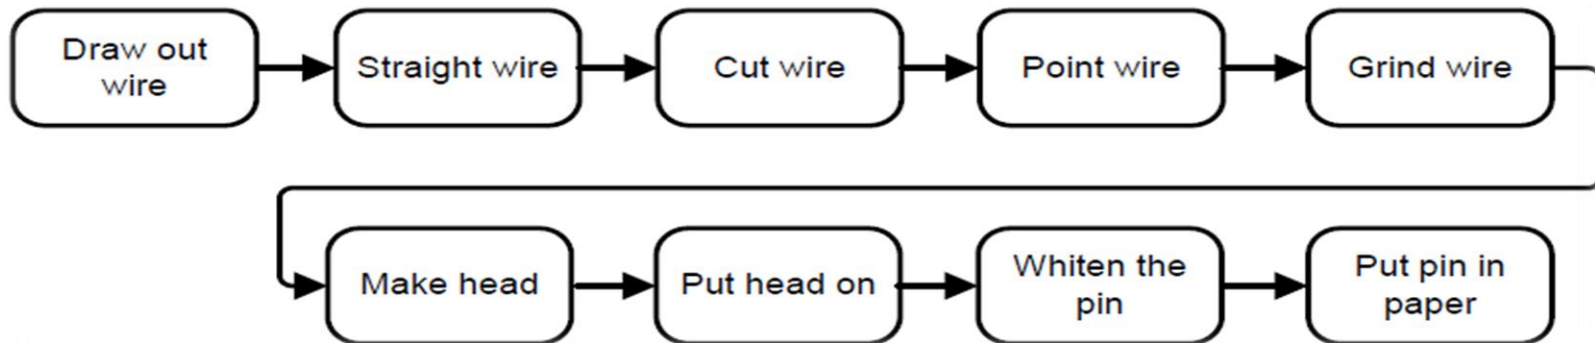 Draw out
wire
Straight wire
Cut wire
Point wire
Grind wire
Make head
Put head on
Whiten the
pin
Put pin in
paper